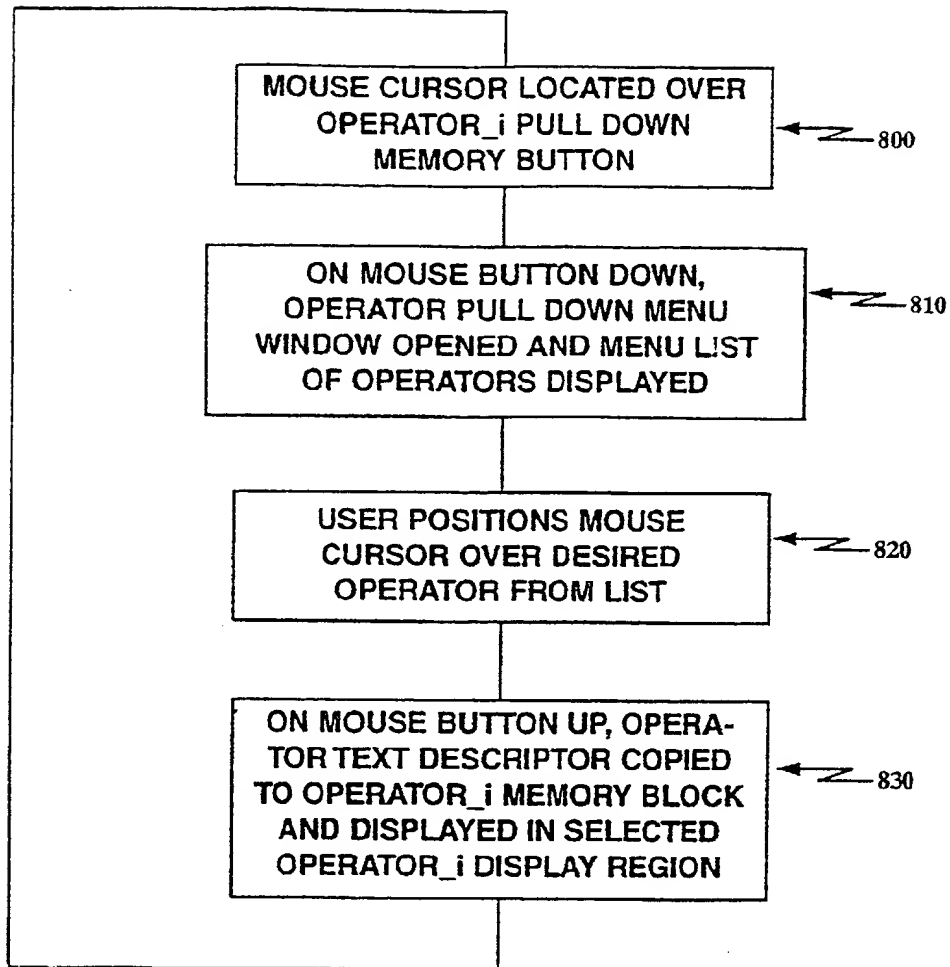 MOUSE CURSOR LOCATED OVER
OPERATOR_i PULL DOWN
MEMORY BUTTON
800
ON MOUSE BUTTON DOWN,
OPERATOR PULL DOWN MENU
WINDOW OPENED AND MENU LIST
OF OPERATORS DISPLAYED
810
USER POSITIONS MOUSE
CURSOR OVER DESIRED
OPERATOR FROM LIST
820
ON MOUSE BUTTON UP, OPERA-
TOR TEXT DESCRIPTOR COPIED
TO OPERATOR_i MEMORY BLOCK
AND DISPLAYED IN SELECTED
OPERATOR_i DISPLAY REGION
830